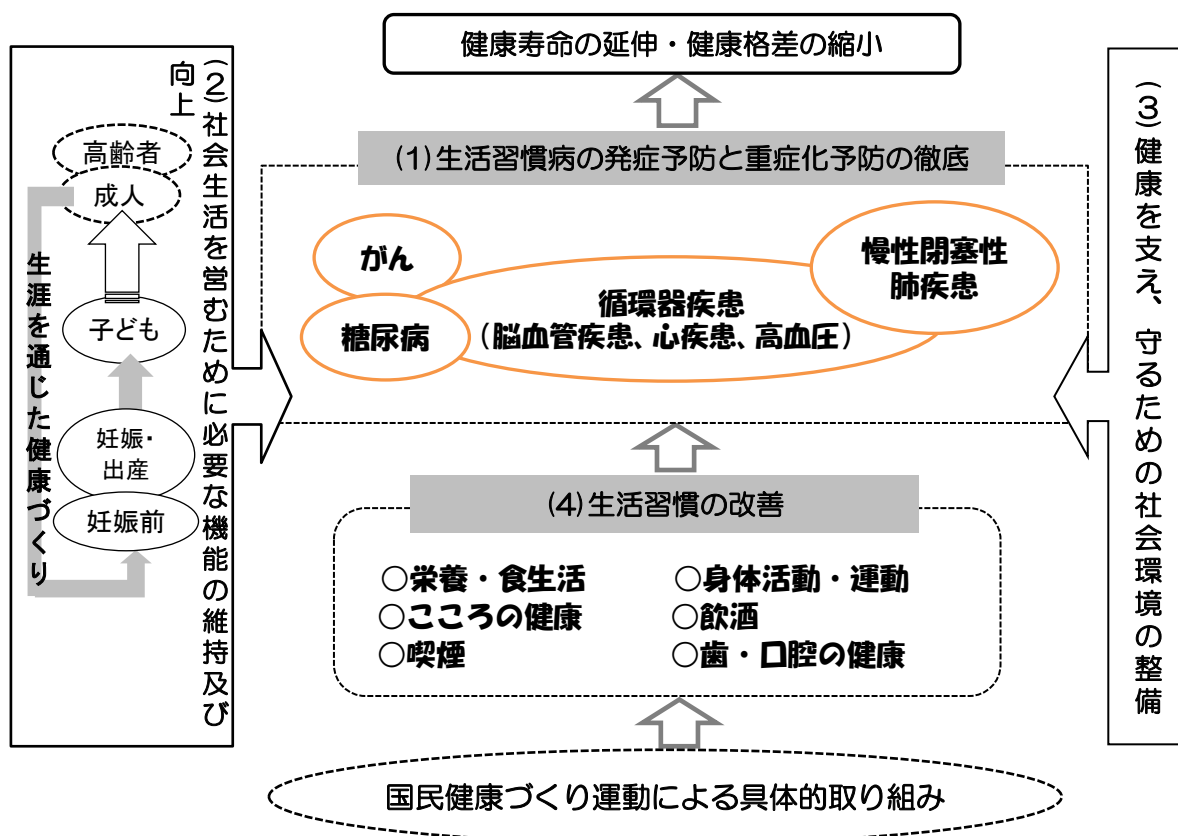 健康寿命の延伸・健康格差の縮小
(2)社会生活を営むために必要な機能の維持及び
向上
高齢者
成人
子ども
妊娠・
出産
妊娠前
生涯を通じた健康づくり
(1)生活習慣病の発症予防と重症化予防の徹底
がん
糖尿病
循環器疾患
(脳血管疾患、心疾患、高血圧)
慢性閉塞性
肺疾患
(4)生活習慣の改善
○栄養・食生活
○身体活動・運動
○こころの健康
○飲酒
○喫煙
○歯・口腔の健康
国民健康づくり運動による具体的取り組み
(3)健康を支え、守るための社会環境の整備